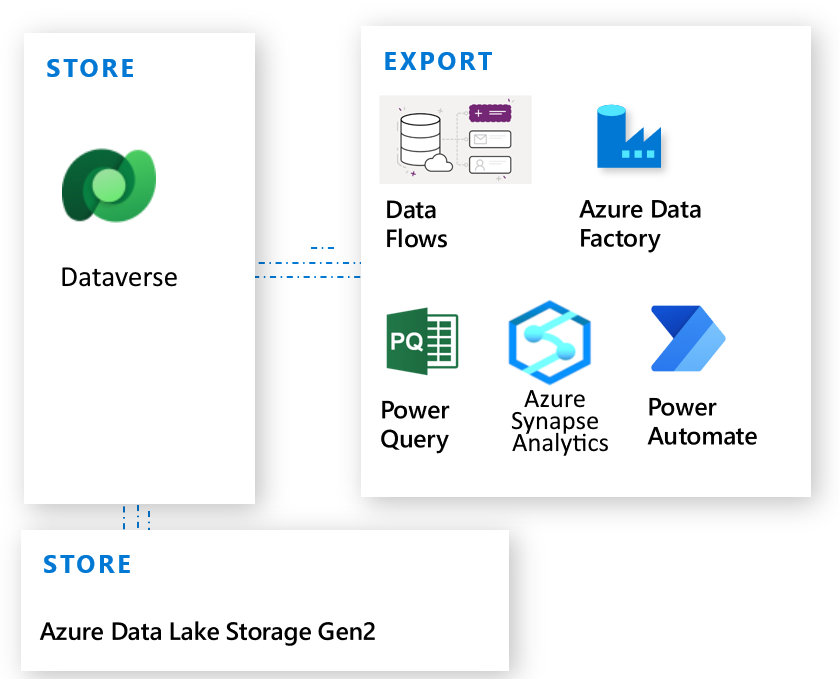 STORE
Dataverse
EXPORT
Data
Flows
Azure Data
Factory
PQ
Power
Query
Azure
Synapse
Analytics
Power
Automate
STORE
Azure Data Lake Storage Gen2